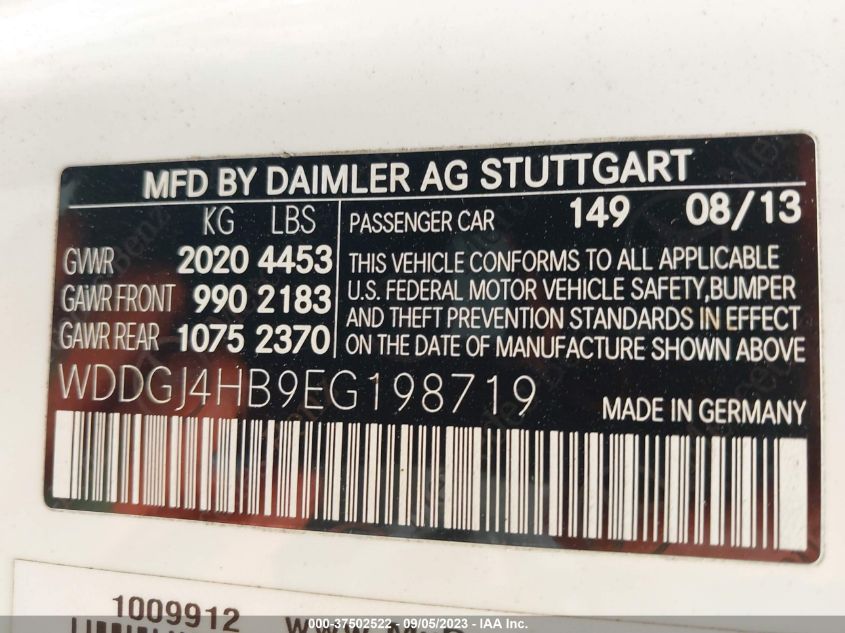 MFD BY DAIMLER AG STUTTGART
KG LBS
GVWR 2020 4453
GAWR FRONT 990 2183
GAWR REAR 1075 2370
PASSENGER CAR 149 08/13
THIS VEHICLE CONFORMS TO ALL APPLICABLE
U.S. FEDERAL MOTOR VEHICLE SAFETY, BUMPER
AND THEFT PREVENTION STANDARDS IN EFFECT
ON THE DATE OF MANUFACTURE SHOWN ABOVE
WDDGJ4HB9EG198719
MADE IN GERMANY
1009912
000-37502522 - 09/05/2023 - IAA Inc.